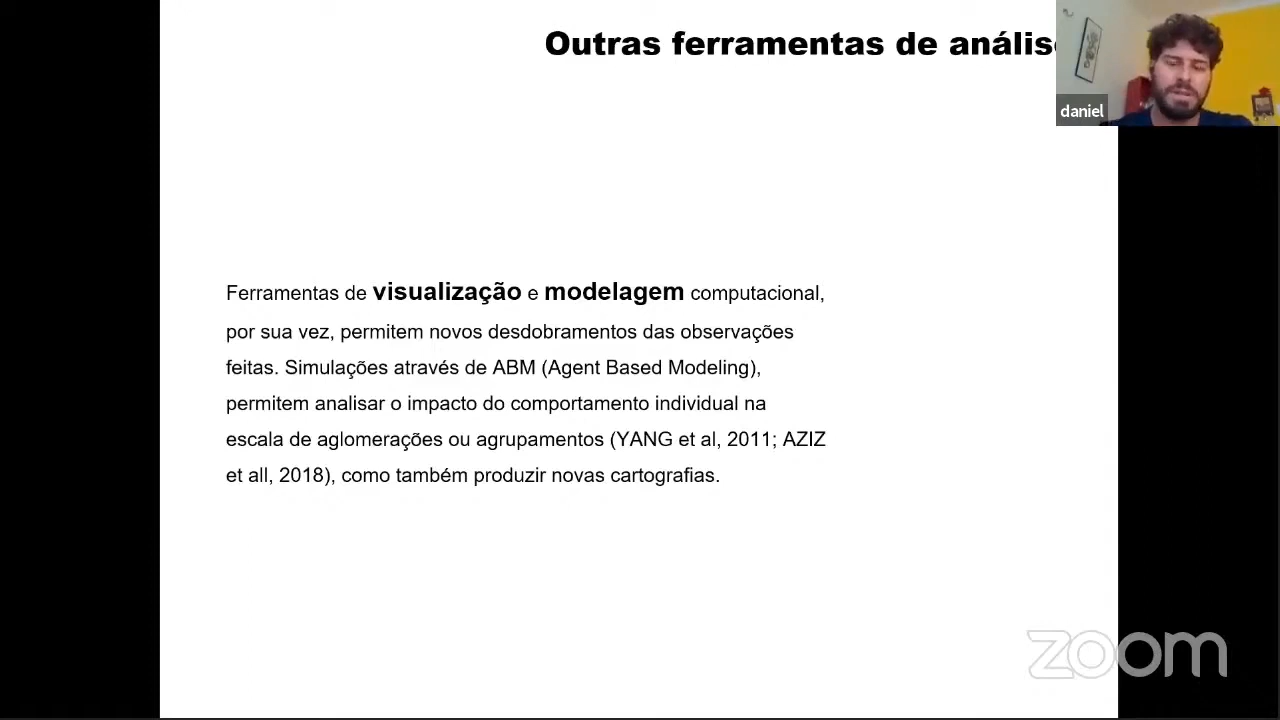 Outras ferramentas de anális
daniel
Ferramentas de visualização e modelagem computacional,
por sua vez, permitem novos desdobramentos das observações
feitas. Simulações através de ABM (Agent Based Modeling),
permitem analisar o impacto do comportamento individual na
escala de aglomerações ou agrupamentos (YANG et al, 2011; AZIZ
et all, 2018), como também produzir novas cartografias.
zoom